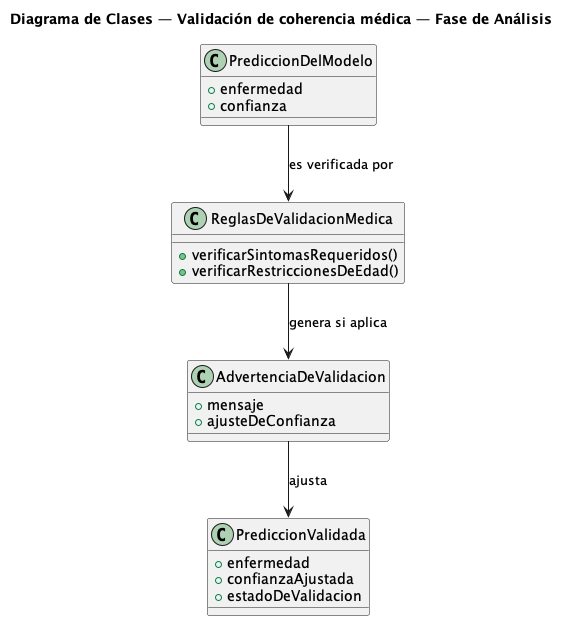 Diagrama de Clases — Validación de coherencia médica — Fase de Análisis
C PrediccionDelModelo
enfermedad
confianza
es verificada por
C ReglasDeValidacionMedica
verificarSintomasRequeridos()
verificarRestriccionesDeEdad()
genera si aplica
C AdvertenciaDeValidacion
mensaje
ajusteDeConfianza
ajusta
C PrediccionValidada
enfermedad
confianzaAjustada
estadoDeValidacion